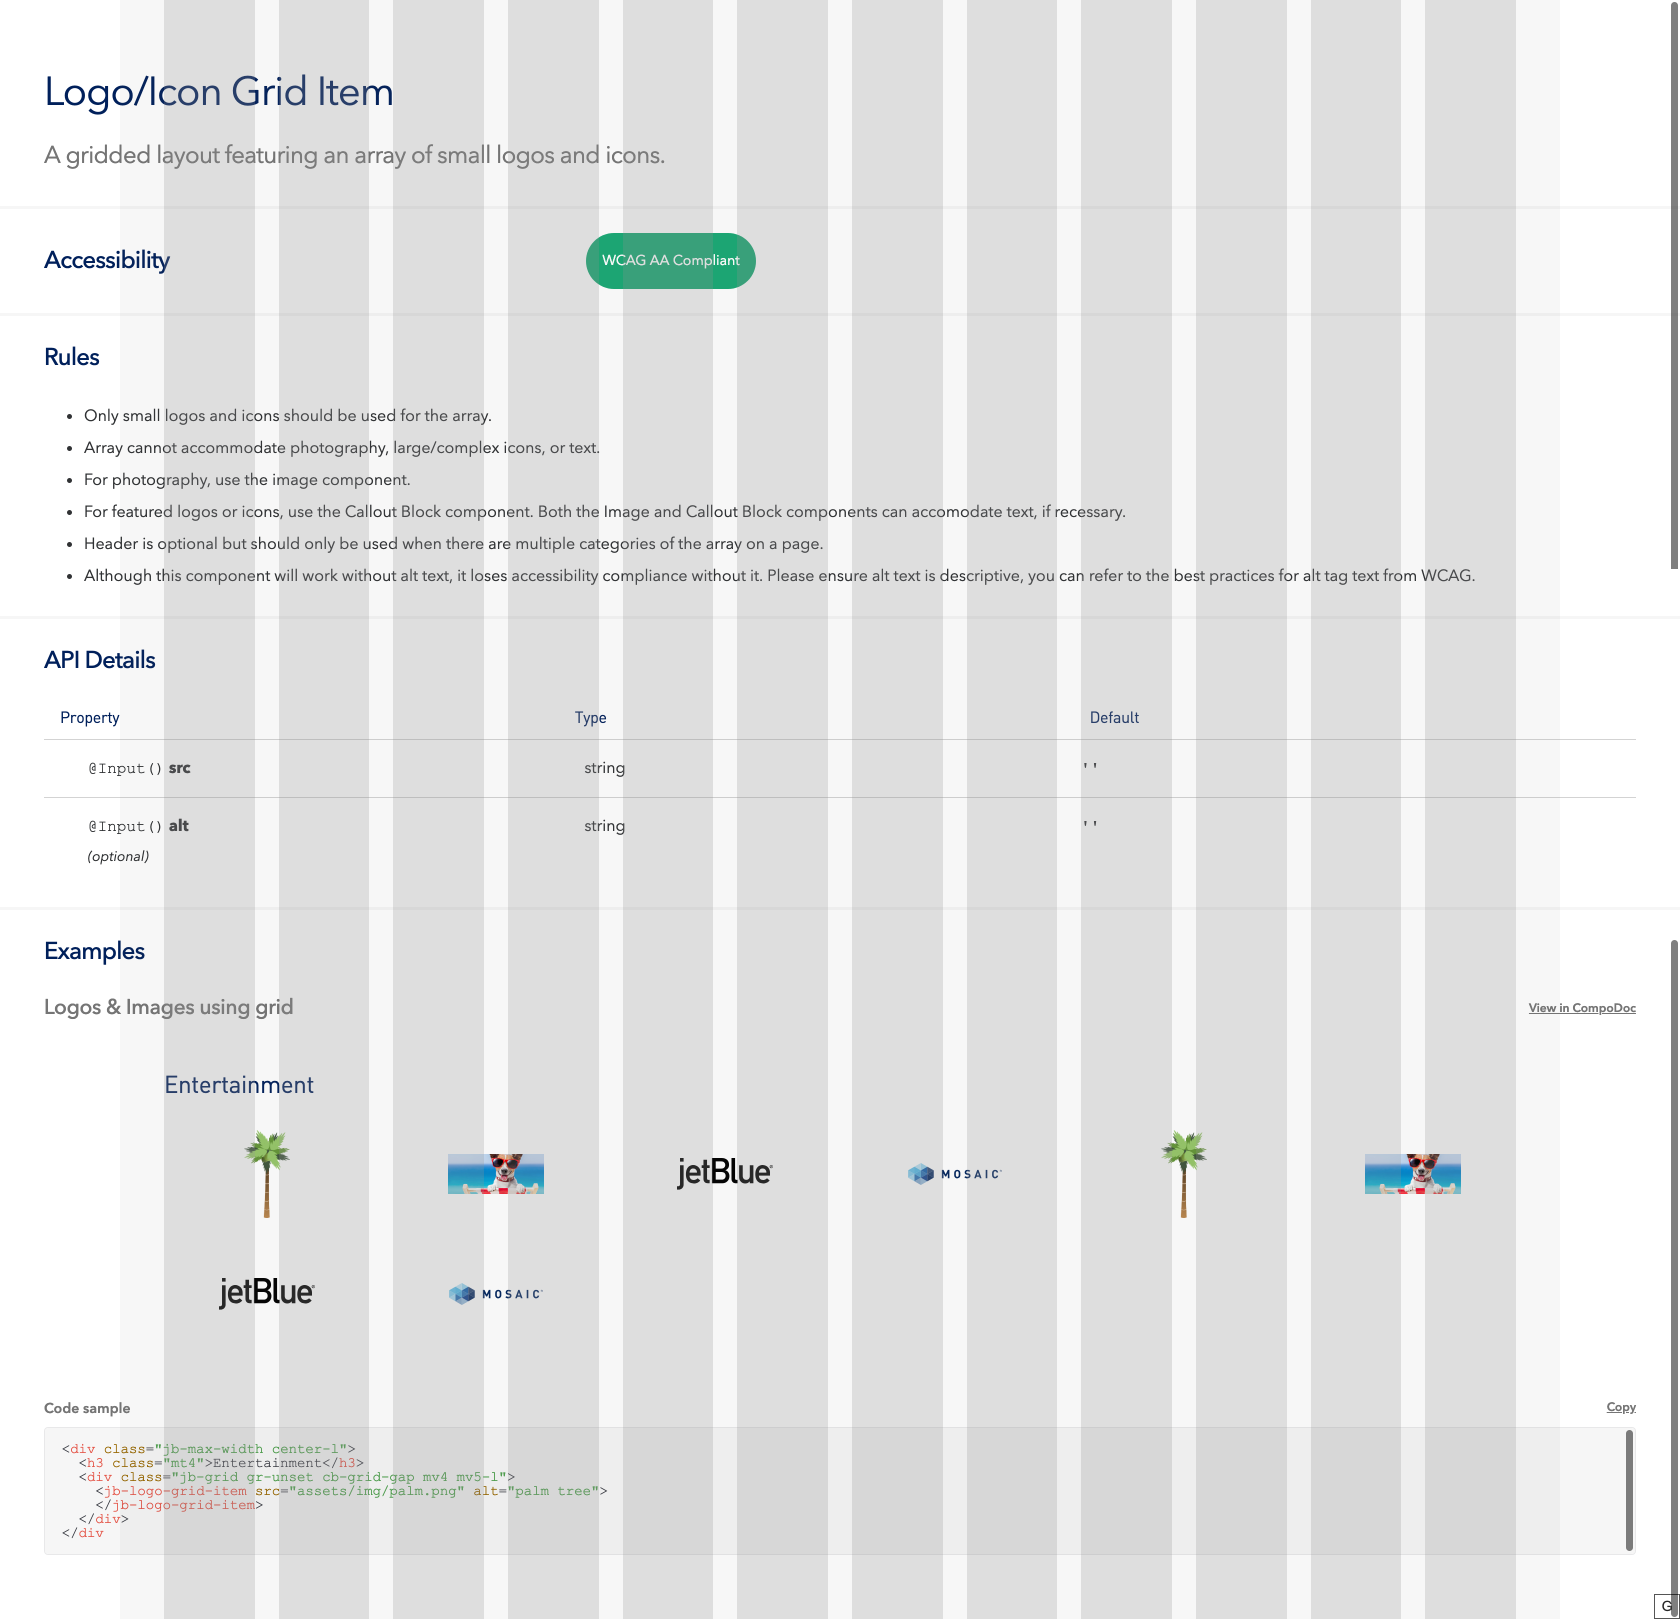 Logo/Icon Grid Item
A gridded layout featuring an array of small logos and icons.
Accessibility
WCAG AA Compliant
Rules
• Only small logos and icons should be used for the array.
• Array cannot accommodate photography, large/complex icons, or text.
• For photography, use the image component.
• For featured logos or icons, use the Callout Block component. Both the Image and Callout Block components can accomodate text, if recessary.
• Header is optional but should only be used when there are multiple categories of the array on a page.
• Although this component will work without alt text, it loses accessibility compliance without it. Please ensure alt text is descriptive, you can refer to the best practices for alt tag text from WCAG.
API Details
Property Type Default
@Input() src string ''
@Input() alt string ''
(optional)
Examples
Logos & Images using grid
View in CompoDoc
Entertainment
jetBlue MOSAIC
jetBlue MOSAIC
Code sample
Copy
<div class="jb-max-width center-l">
  <h3 class="mt4">Entertainment</h3>
  <div class="jb-grid gr-unset cb-grid-gap mv4 mv5-l">
    <jb-logo-grid-item src="assets/img/palm.png" alt="palm tree">
    </jb-logo-grid-item>
  </div>
</div
G